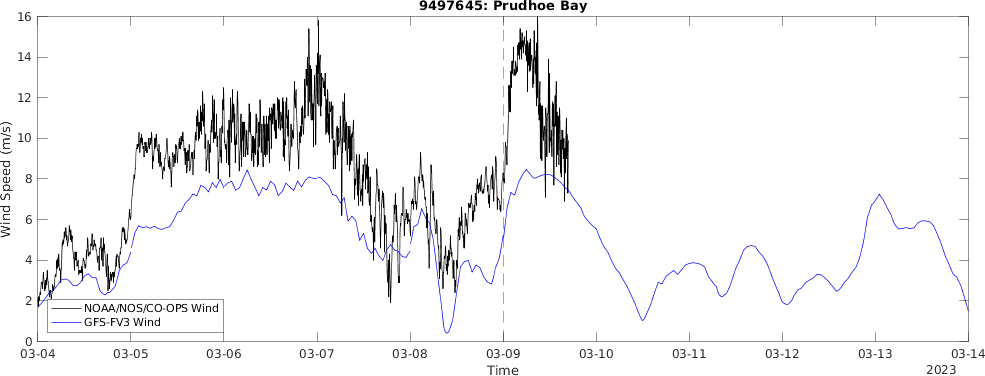 9497645: Prudhoe Bay
16
14
12
10
8
6
4
2
0
Wind Speed (m/s)
NOAA/NOS/CO-OPS Wind
GFS-FV3 Wind
03-04 03-05 03-06 03-07 03-08 03-09 03-10 03-11 03-12 03-13 03-14
Time
2023